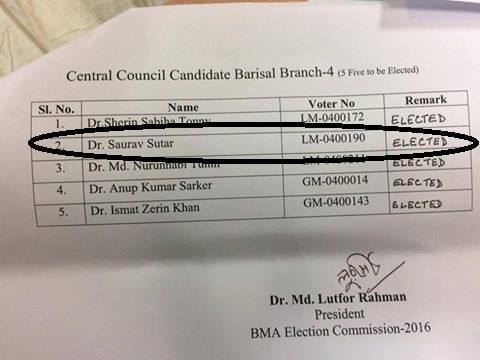 Central Council Candidate Barisal Branch-4 (5 Five to be Elected)
Sl. No. Name Voter No Remark
1. Dr.Sherin Sabiha Tonny LM-0400172 ELECTED
2. Dr. Saurav Sutar LM-0400190 ELECTED
3. Dr. Md. Nurunnabi ELECTED
4. Dr. Anup Kumar Sarker GM-0400014 ELECTED
5. Dr. Ismat Zerin Khan GM-0400143 ELECTED
Dr. Md. Lutfor Rahman
President
BMA Election Commission-2016